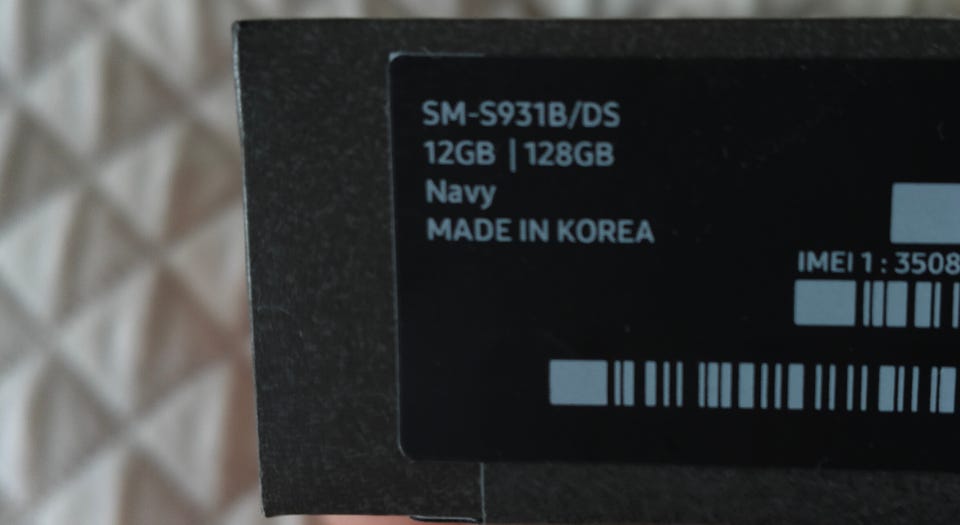 SM-S931B/DS
12GB | 128GB
Navy
MADE IN KOREA
IMEI 1 : 3508